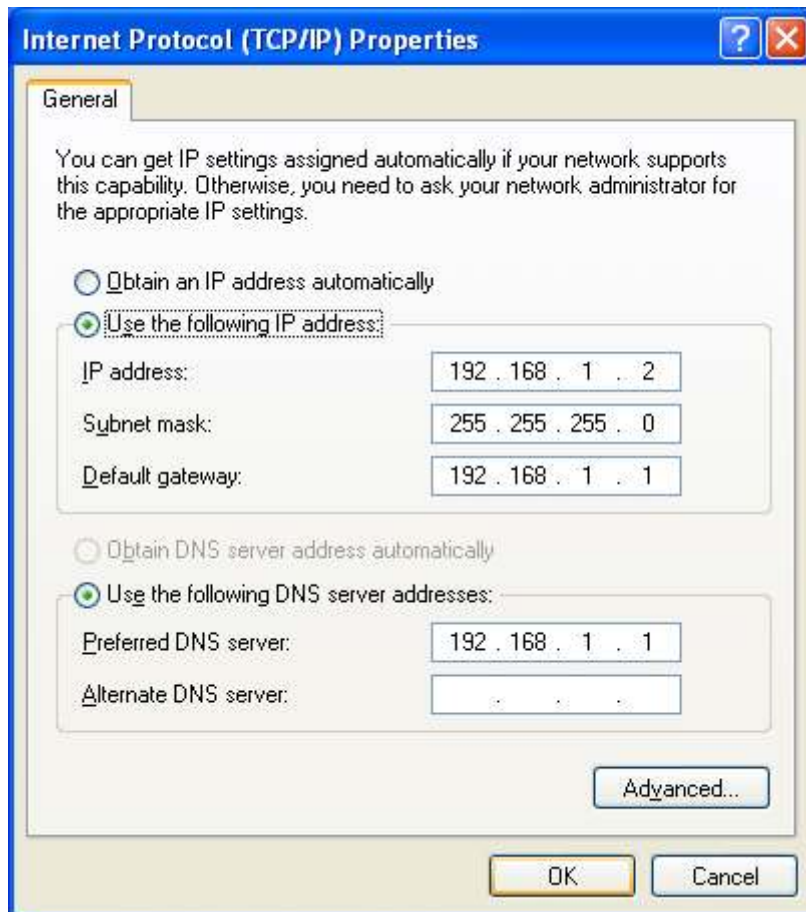 Internet Protocol (TCP/IP) Properties
General
You can get IP settings assigned automatically if your network supports
this capability. Otherwise, you need to ask your network administrator for
the appropriate IP settings.
Obtain an IP address automatically
Use the following IP address:
IP address: 192 . 168 . 1 . 2
Subnet mask: 255 . 255 . 255 . 0
Default gateway: 192 . 168 . 1 . 1
Obtain DNS server address automatically
Use the following DNS server addresses:
Preferred DNS server: 192 . 168 . 1 . 1
Alternate DNS server: . . .
Advanced...
OK Cancel